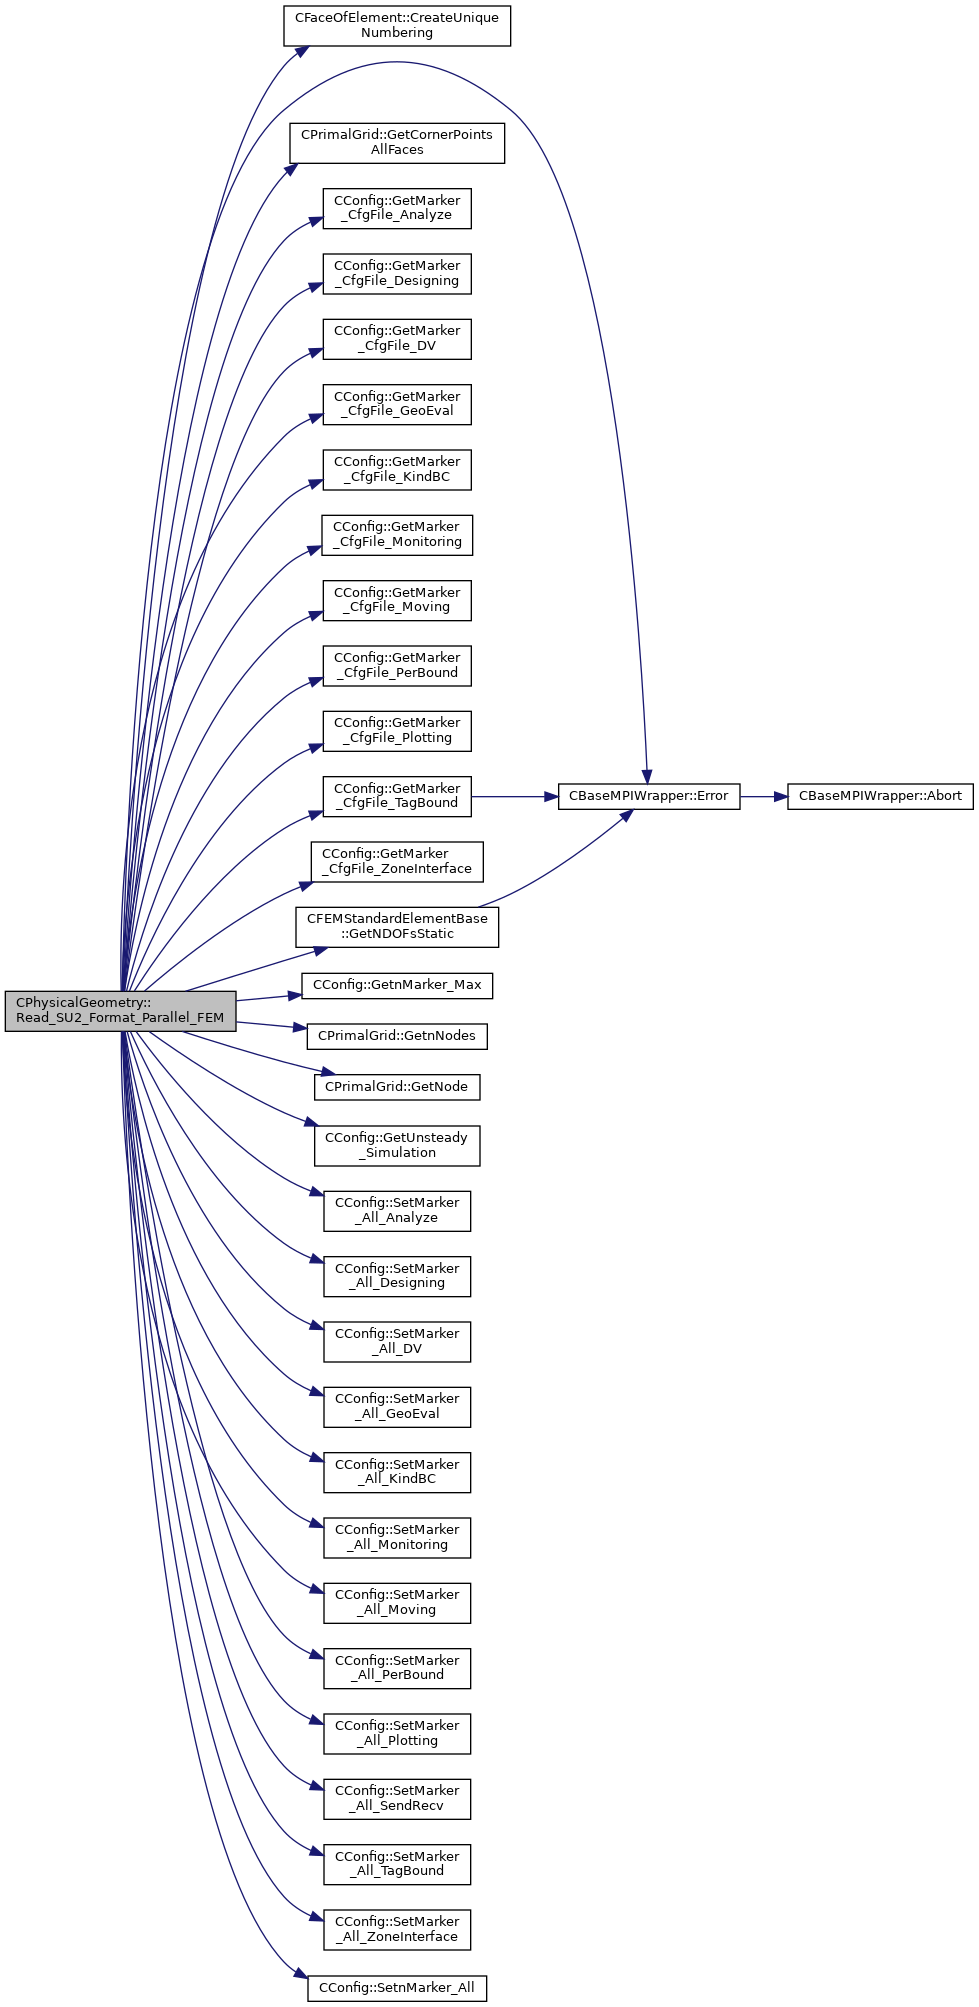 CFaceOfElement::CreateUnique
Numbering
CPrimalGrid::GetCornerPoints
AllFaces
CConfig::GetMarker
_CfgFile_Analyze
CConfig::GetMarker
_CfgFile_Designing
CConfig::GetMarker
_CfgFile_DV
CConfig::GetMarker
_CfgFile_GeoEval
CConfig::GetMarker
_CfgFile_KindBC
CConfig::GetMarker
_CfgFile_Monitoring
CConfig::GetMarker
_CfgFile_Moving
CConfig::GetMarker
_CfgFile_PerBound
CConfig::GetMarker
_CfgFile_Plotting
CConfig::GetMarker
_CfgFile_TagBound
CBaseMPIWrapper::Error
CBaseMPIWrapper::Abort
CConfig::GetMarker
_CfgFile_ZoneInterface
CFEMStandardElementBase
::GetNDOFsStatic
CConfig::GetnMarker_Max
CPhysicalGeometry::
Read_SU2_Format_Parallel_FEM
CPrimalGrid::GetnNodes
CPrimalGrid::GetNode
CConfig::GetUnsteady
_Simulation
CConfig::SetMarker
_All_Analyze
CConfig::SetMarker
_All_Designing
CConfig::SetMarker
_All_DV
CConfig::SetMarker
_All_GeoEval
CConfig::SetMarker
_All_KindBC
CConfig::SetMarker
_All_Monitoring
CConfig::SetMarker
_All_Moving
CConfig::SetMarker
_All_PerBound
CConfig::SetMarker
_All_Plotting
CConfig::SetMarker
_All_SendRecv
CConfig::SetMarker
_All_TagBound
CConfig::SetMarker
_All_ZoneInterface
CConfig::SetnMarker_All